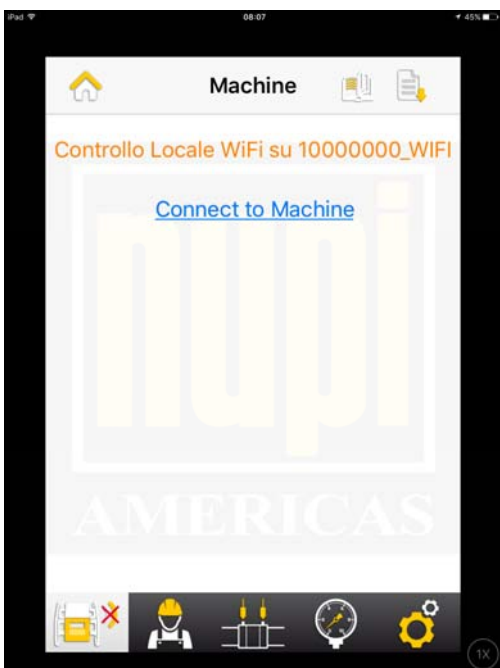 iPad 08:07 45%
Machine
Controllo Locale WiFi su 10000000_WIFI
Connect to Machine
nupi
AMERICAS
1X